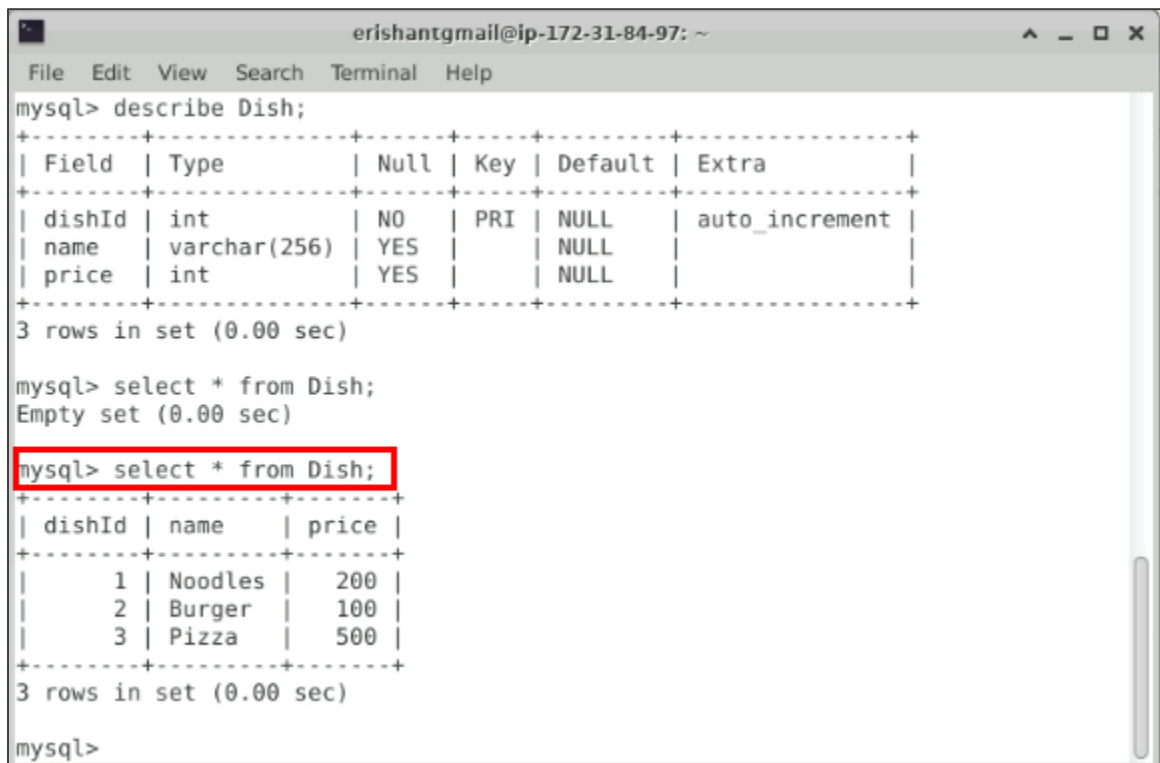 erishantgmail@ip-172-31-84-97: ~
File Edit View Search Terminal Help
mysql> describe Dish;
+--------+--------------+------+-----+---------+----------------+
| Field  | Type         | Null | Key | Default | Extra          |
+--------+--------------+------+-----+---------+----------------+
| dishId | int          | NO   | PRI | NULL    | auto_increment |
| name   | varchar(256) | YES  |     | NULL    |                |
| price  | int          | YES  |     | NULL    |                |
+--------+--------------+------+-----+---------+----------------+
3 rows in set (0.00 sec)
mysql> select * from Dish;
Empty set (0.00 sec)
mysql> select * from Dish;
+--------+---------+-------+
| dishId | name    | price |
+--------+---------+-------+
|      1 | Noodles |   200 |
|      2 | Burger  |   100 |
|      3 | Pizza   |   500 |
+--------+---------+-------+
3 rows in set (0.00 sec)
mysql>